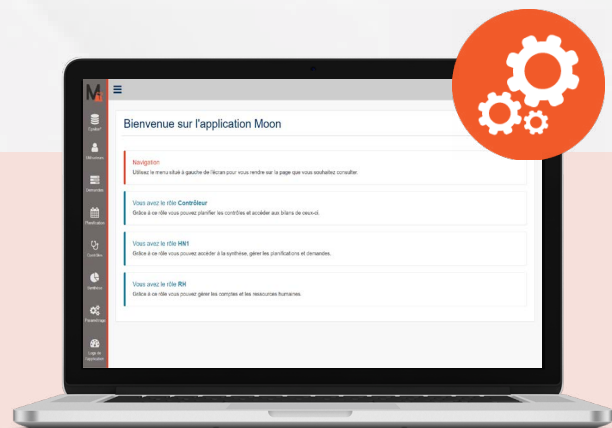 M
Bienvenue sur l'application Moon
Utilisateurs
Navigation
Utilisez le menu situé à gauche de l'écran pour vous rendre sur la page que vous souhaitez consulter.
Demandes
Planification
Vous avez le rôle Contrôleur
Grâce à ce rôle vous pouvez planifier les contrôles et accéder aux bilans de ceux-ci.
Contrôles
Vous avez le rôle HN1
Grâce à ce rôle vous pouvez accéder à la synthèse, gérer les planifications et demandes.
Synthèse
Vous avez le rôle RH
Grâce à ce rôle vous pouvez gérer les comptes et les ressources humaines.
Paramétrage
Logs de
l'application